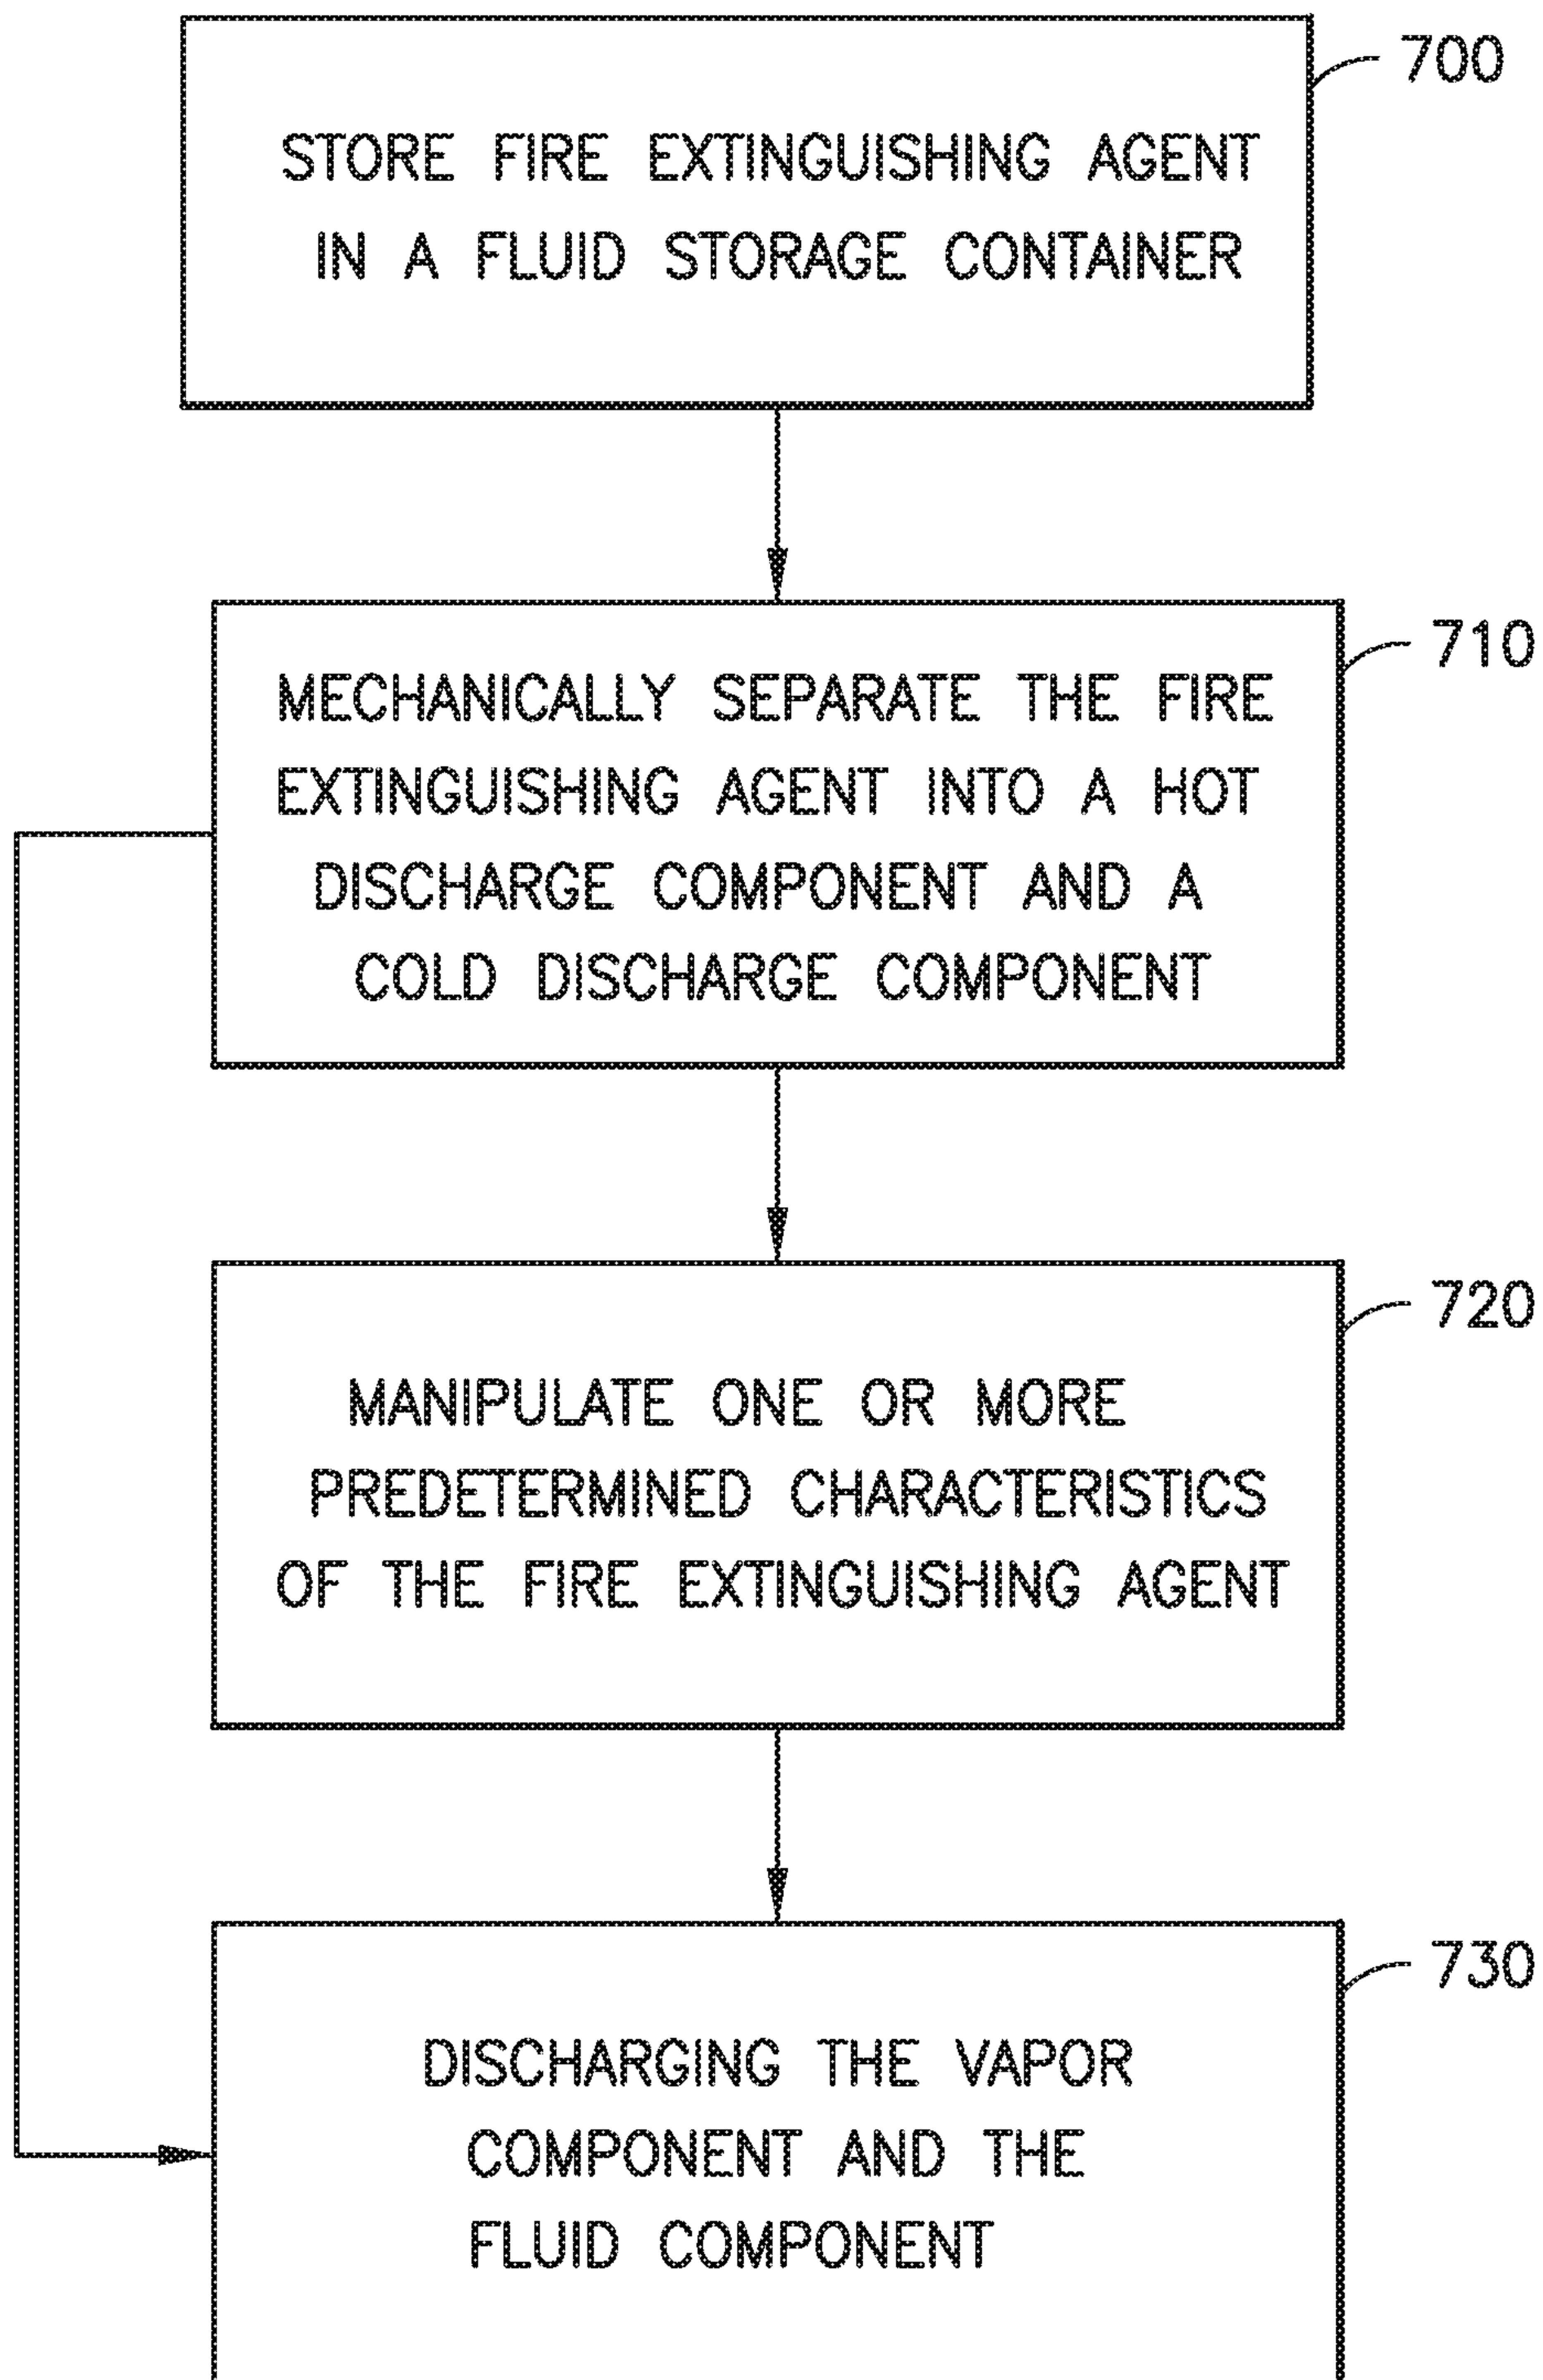 700
STORE FIRE EXTINGUISHING AGENT
IN A FLUID STORAGE CONTAINER
710
MECHANICALLY SEPARATE THE FIRE
EXTINGUISHING AGENT INTO A HOT
DISCHARGE COMPONENT AND A
COLD DISCHARGE COMPONENT
720
MANIPULATE ONE OR MORE
PREDETERMINED CHARACTERISTICS
OF THE FIRE EXTINGUISHING AGENT
730
DISCHARGING THE VAPOR
COMPONENT AND THE
FLUID COMPONENT